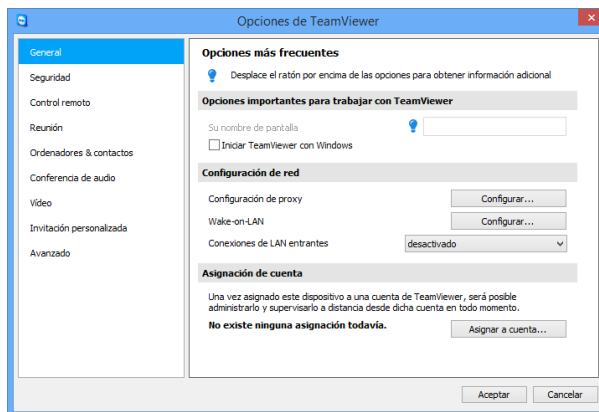 Opciones de TeamViewer
General
Seguridad
Control remoto
Reunión
Ordenadores & contactos
Conferencia de audio
Vídeo
Invitación personalizada
Avanzado
Opciones más frecuentes
Desplace el ratón por encima de las opciones para obtener información adicional
Opciones importantes para trabajar con TeamViewer
Su nombre de pantalla
Iniciar TeamViewer con Windows
Configuración de red
Configuración de proxy
Configurar...
Wake-on-LAN
Configurar...
Conexiones de LAN entrantes
desactivado
Asignación de cuenta
Una vez asignado este dispositivo a una cuenta de TeamViewer, será posible
administrarlo y supervisarlo a distancia desde dicha cuenta en todo momento.
No existe ninguna asignación todavía.
Asignar a cuenta...
Aceptar
Cancelar